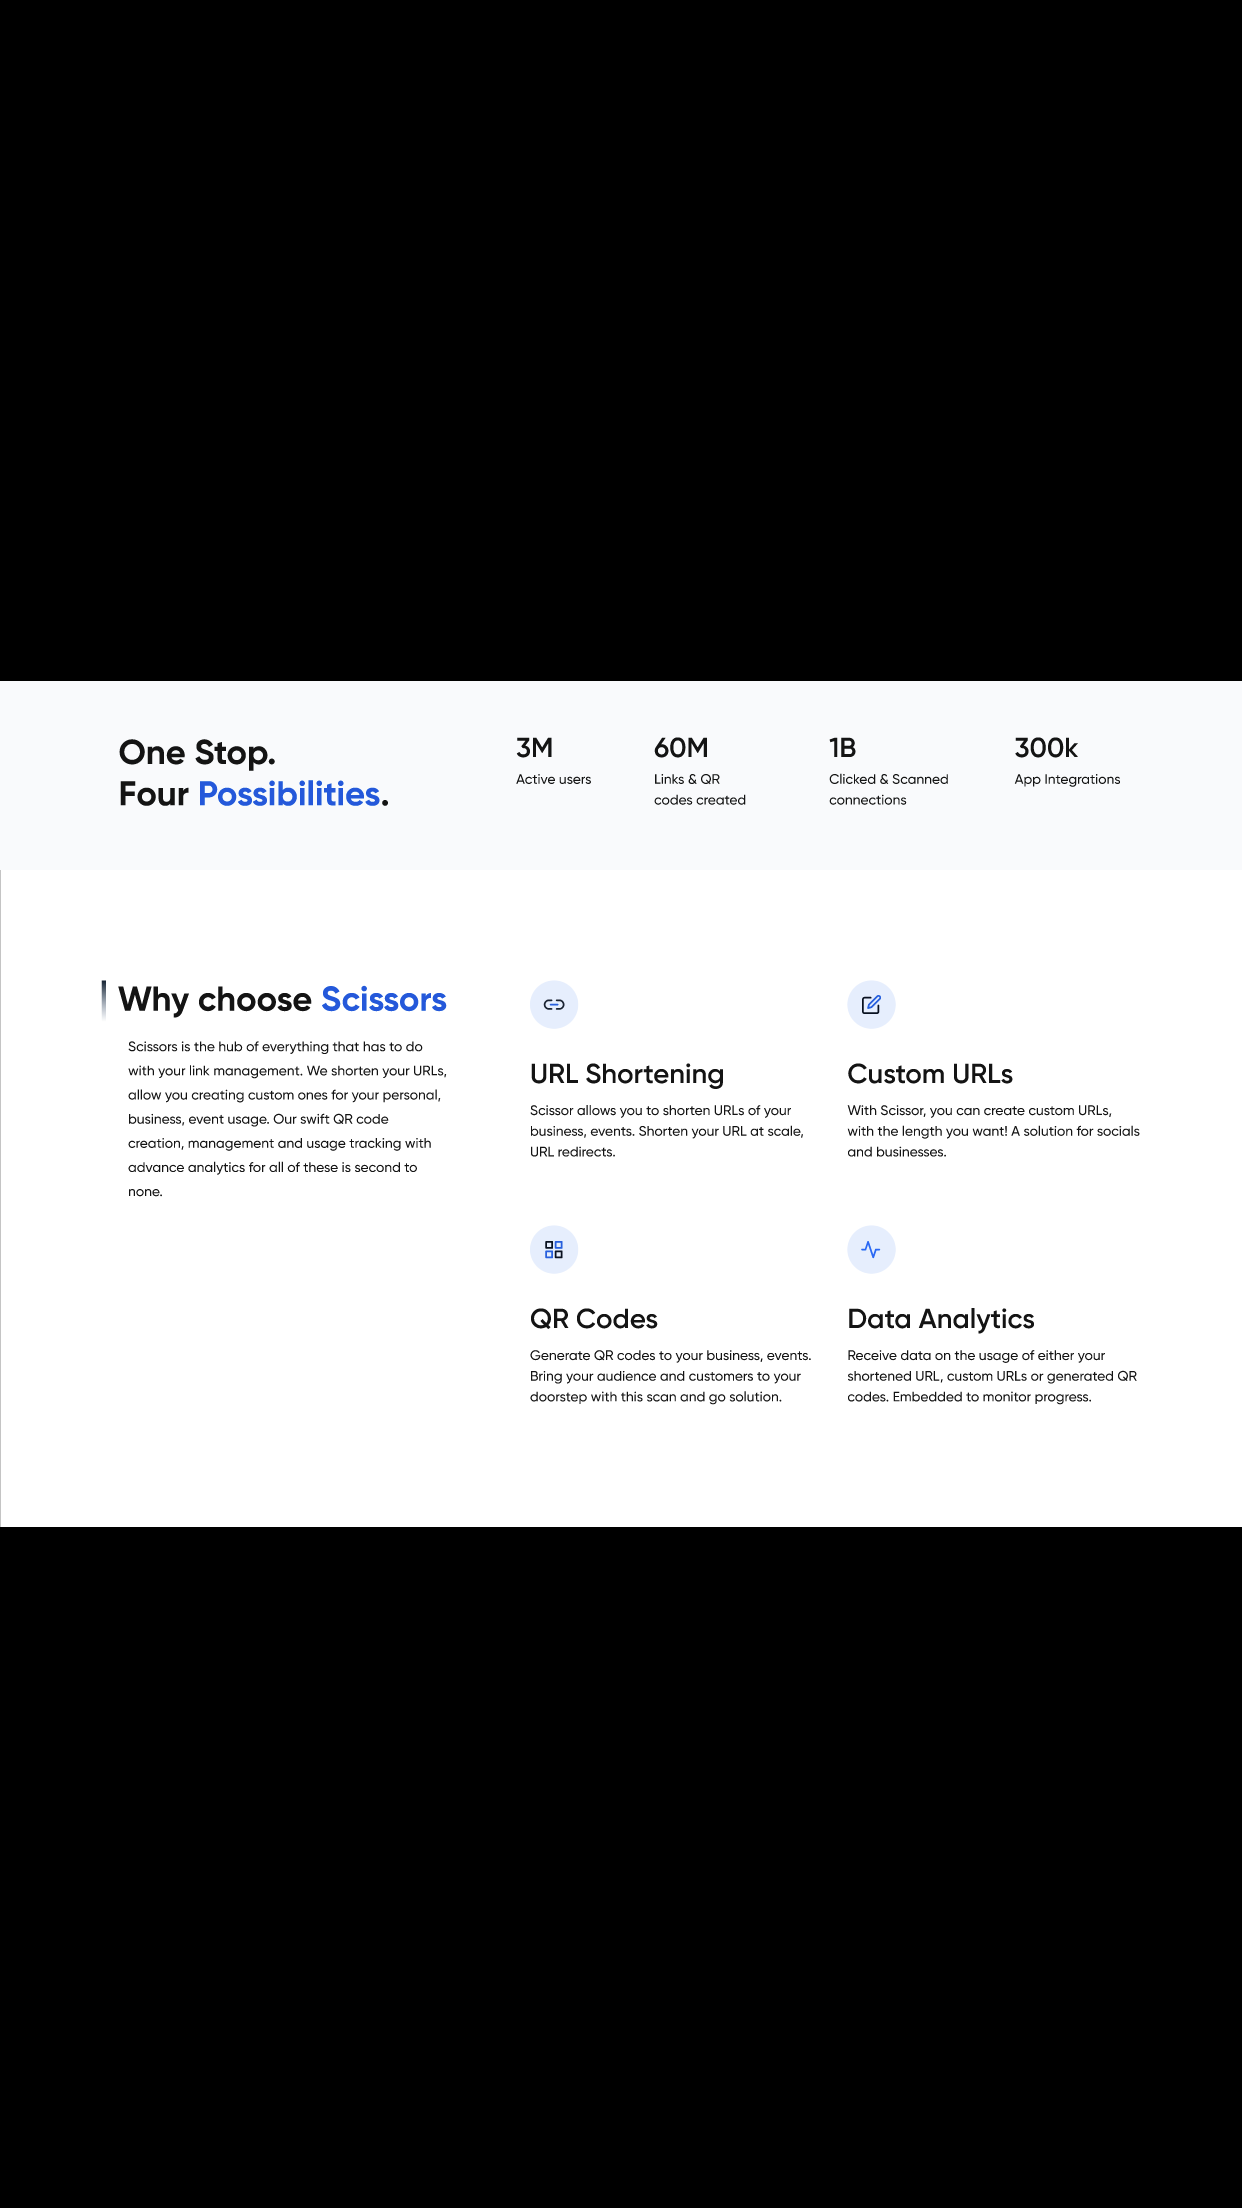 One Stop.
Four Possibilities.
3M
Active users
60M
Links & QR
codes created
1B
Clicked & Scanned
connections
300k
App Integrations
Why choose Scissors
Scissors is the hub of everything that has to do
with your link management. We shorten your URLs,
allow you creating custom ones for your personal,
business, event usage. Our swift QR code
creation, management and usage tracking with
advance analytics for all of these is second to
none.
URL Shortening
Scissor allows you to shorten URLs of your
business, events. Shorten your URL at scale,
URL redirects.
Custom URLs
With Scissor, you can create custom URLs,
with the length you want! A solution for socials
and businesses.
QR Codes
Generate QR codes to your business, events.
Bring your audience and customers to your
doorstep with this scan and go solution.
Data Analytics
Receive data on the usage of either your
shortened URL, custom URLs or generated QR
codes. Embedded to monitor progress.